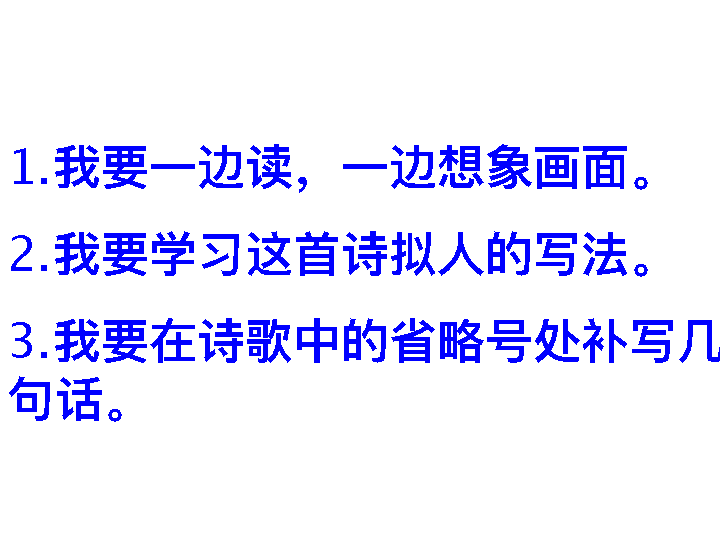 1.我要一边读，一边想象画面。
2.我要学习这首诗拟人的写法。
3.我要在诗歌中的省略号处补写几
句话。